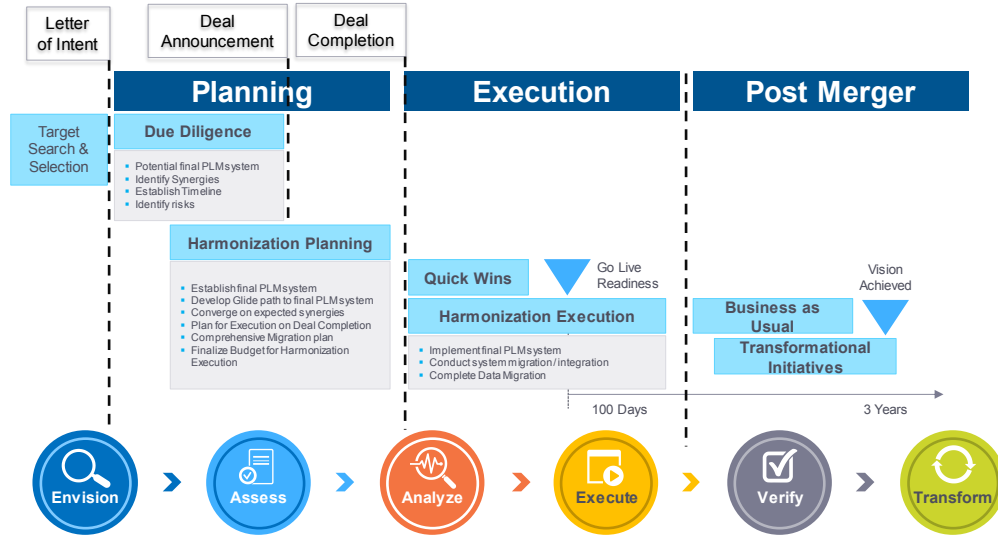 Letter
of Intent
Deal
Announcement
Deal
Completion
Planning
Execution
Post Merger
Target
Search &
Selection
Due Diligence
▪ Potential final PLM system
▪ Identify Synergies
▪ Establish Timeline
▪ Identify risks
Harmonization Planning
▪ Establish final PLM system
▪ Develop Glide path to final PLM system
▪ Converge on expected synergies
▪ Plan for Execution on Deal Completion
▪ Comprehensive Migration plan
▪ Finalize Budget for Harmonization
Execution
Quick Wins
Go Live
Readiness
Harmonization Execution
▪ Implement final PLM system
▪ Conduct system migration/ integration
▪ Complete Data Migration
Vision
Achieved
Business as
Usual
Transformational
Initiatives
100 Days
3 Years
Envision
Assess
Analyze
Execute
Verify
Transform